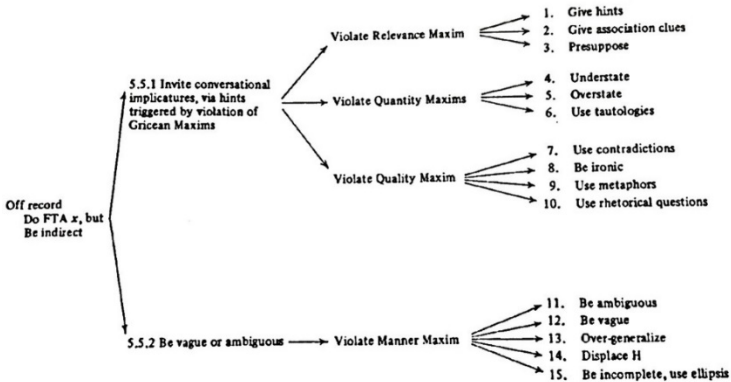 Off record
Do FTA x, but
Be indirect
5.5.1 Invite conversational
implicatures, via hints
triggered by violation of
Gricean Maxims
Violate Relevance Maxim
1. Give hints
2. Give association clues
3. Presuppose
Violate Quantity Maxims
4. Understate
5. Overstate
6. Use tautologies
Violate Quality Maxim
7. Use contradictions
8. Be ironic
9. Use metaphors
10. Use rhetorical questions
5.5.2 Be vague or ambiguous
Violate Manner Maxim
11. Be ambiguous
12. Be vague
13. Over-generalize
14. Displace H
15. Be incomplete, use ellipsis